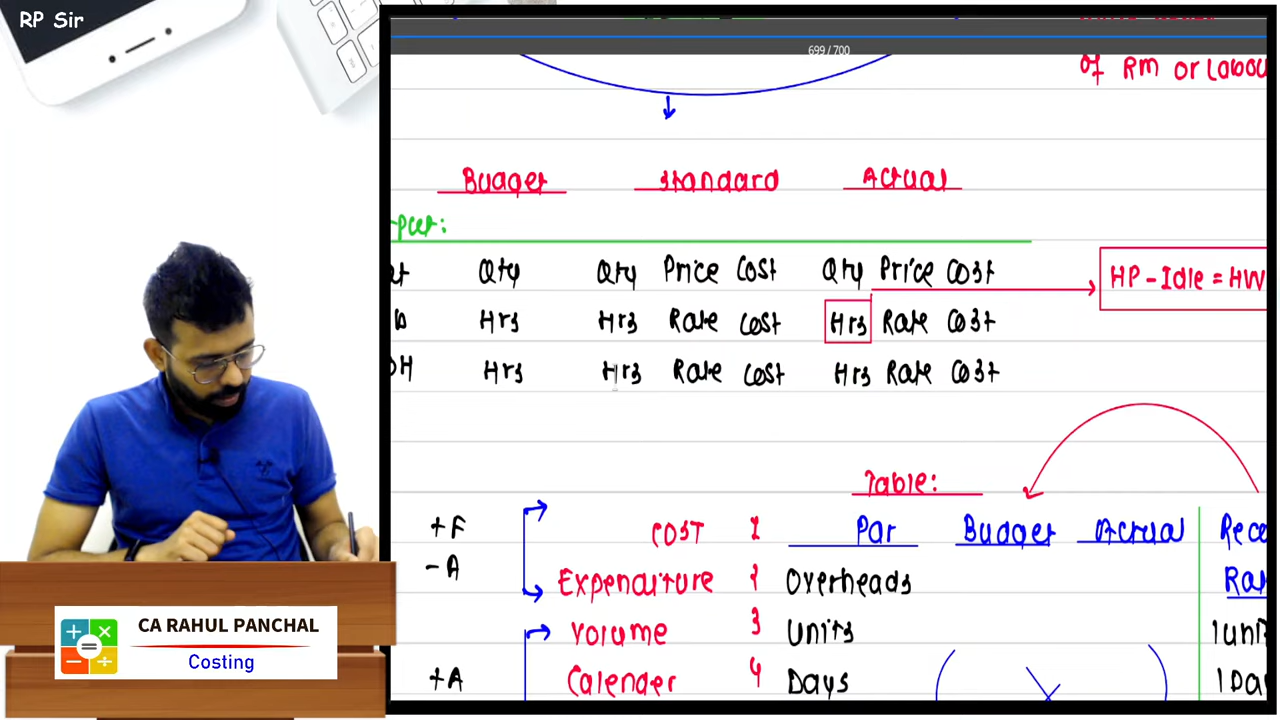 RP Sir
699 / 700
of Rm or Labou
Budget Standard Actual
Qty Qty Price Cost Qty Price Cost
HP - Idle = HW
Hrs Hrs Rate Cost Hrs Rate Cost
OH Hrs Hrs Rate Cost Hrs Rate Cost
Table:
+ F
- A
COST 1 Par Budget Actual
Expenditure 2 Overheads
Volume 3 Units
+ A
Calender 4 Days
1 Day
CA RAHUL PANCHAL
Costing